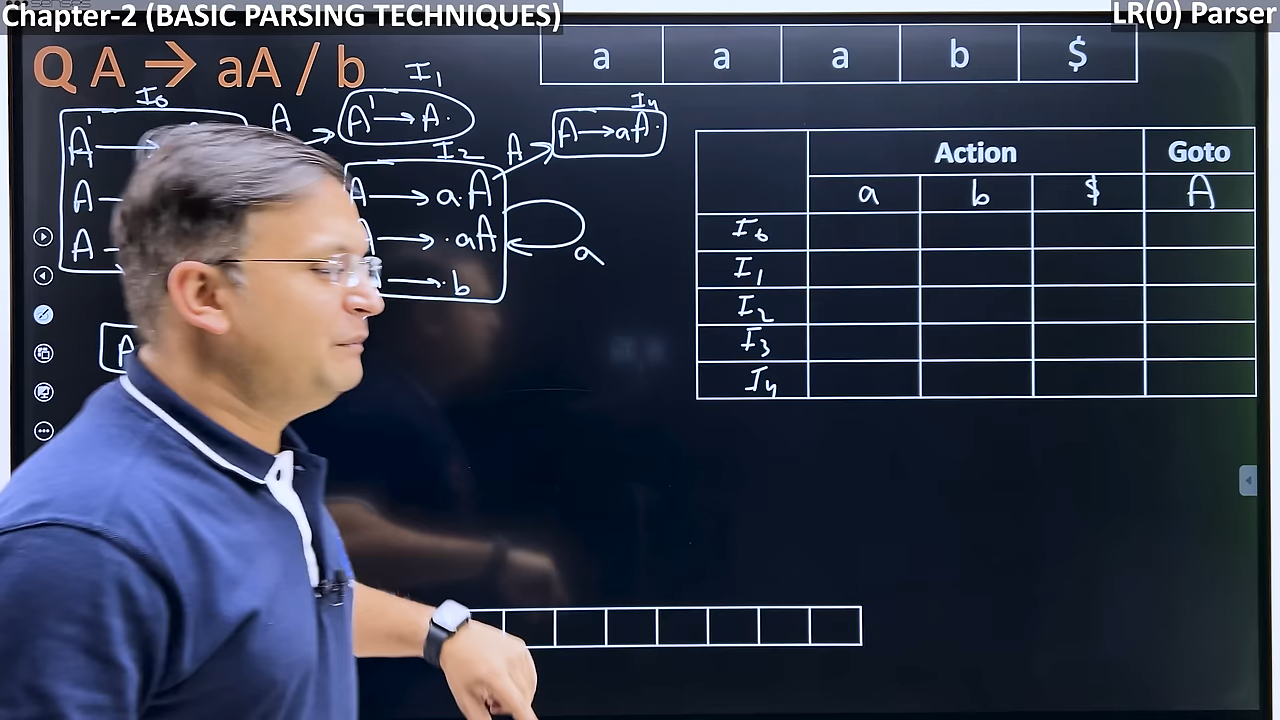 Chapter-2 (BASIC PARSING TECHNIQUES)
LR(0) Parser
Q A → aA / b
a a a b $
I₀
A' →
A
A
A
I₁
A' → A.
I₂
A → a.A
→ .aA
→ .b
A
I₄
A → aA.
a
A
Action Goto
a b $ A
I₀
I₁
I₂
I₃
I₄